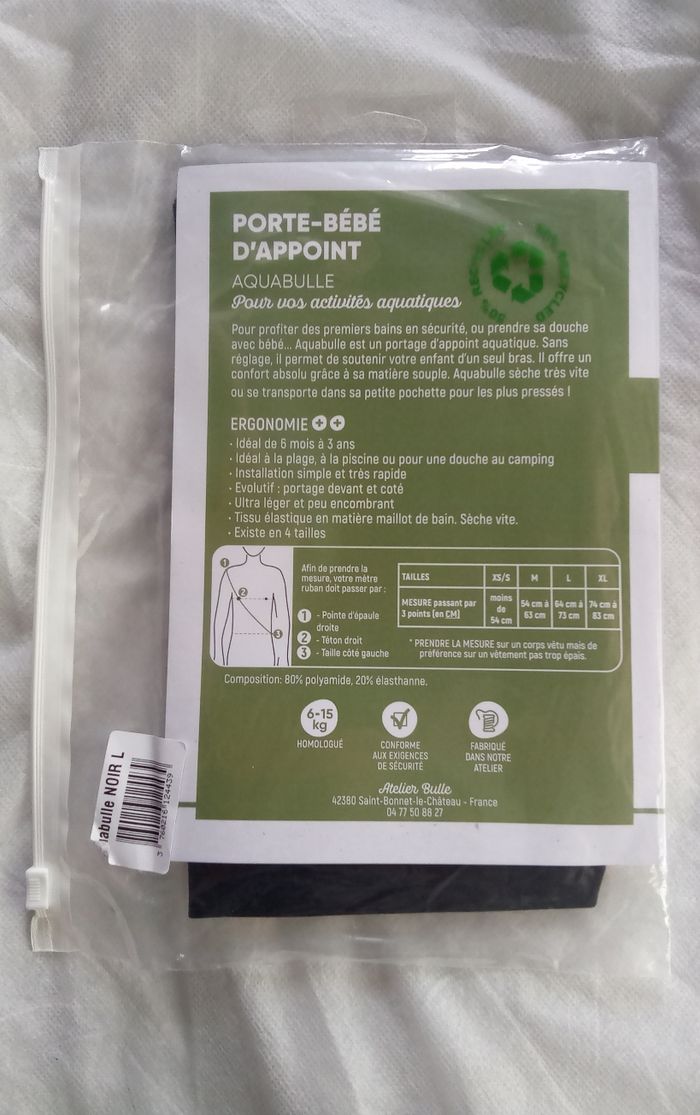 PORTE-BÉBÉ
D'APPOINT
AQUABULLE
Pour vos activités aquatiques
50% RECYCLED
Pour profiter des premiers bains en sécurité, ou prendre sa douche
avec bébé... Aquabulle est un portage d'appoint aquatique. Sans
réglage, il permet de soutenir votre enfant d'un seul bras. Il offre un
confort absolu grâce à sa matière souple. Aquabulle sèche très vite
ou se transporte dans sa petite pochette pour les plus pressés !
ERGONOMIE ++
· Idéal de 6 mois à 3 ans
· Idéal à la plage, à la piscine ou pour une douche au camping
· Installation simple et très rapide
· Evolutif : portage devant et coté
· Ultra léger et peu encombrant
· Tissu élastique en matière maillot de bain. Sèche vite.
· Existe en 4 tailles
1
2
3
Afin de prendre la
mesure, votre mètre
ruban doit passer par :
1 - Pointe d'épaule
droite
2 - Téton droit
3 - Taille côté gauche
TAILLES XS/S M L XL
MESURE passant par 3 points (en CM) moins de 54 cm 54 cm à 63 cm 64 cm à 73 cm 74 cm à 83 cm
* PRENDRE LA MESURE sur un corps vêtu mais de
préférence sur un vêtement pas trop épais.
Composition: 80% polyamide, 20% élasthanne.
6-15
kg
HOMOLOGUÉ
CONFORME
AUX EXIGENCES
DE SÉCURITÉ
FABRIQUÉ
DANS NOTRE
ATELIER
Atelier Bulle
42380 Saint-Bonnet-le-Château - France
04 77 50 88 27
labulle NOIR L
3 760216 124439